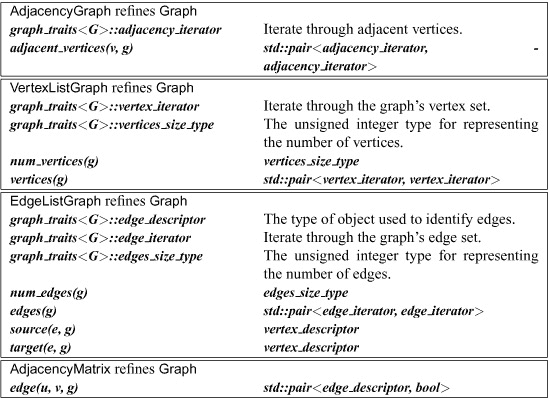 AdjacencyGraph refines Graph
graph_traits<G>::adjacency_iterator Iterate through adjacent vertices.
adjacent_vertices(v, g) std::pair<adjacency_iterator, -
adjacency_iterator>
VertexListGraph refines Graph
graph_traits<G>::vertex_iterator Iterate through the graph's vertex set.
graph_traits<G>::vertices_size_type The unsigned integer type for representing
the number of vertices.
num_vertices(g) vertices_size_type
vertices(g) std::pair<vertex_iterator, vertex_iterator>
EdgeListGraph refines Graph
graph_traits<G>::edge_descriptor The type of object used to identify edges.
graph_traits<G>::edge_iterator Iterate through the graph's edge set.
graph_traits<G>::edges_size_type The unsigned integer type for representing
the number of edges.
num_edges(g) edges_size_type
edges(g) std::pair<edge_iterator, edge_iterator>
source(e, g) vertex_descriptor
target(e, g) vertex_descriptor
AdjacencyMatrix refines Graph
edge(u, v, g) std::pair<edge_descriptor, bool>